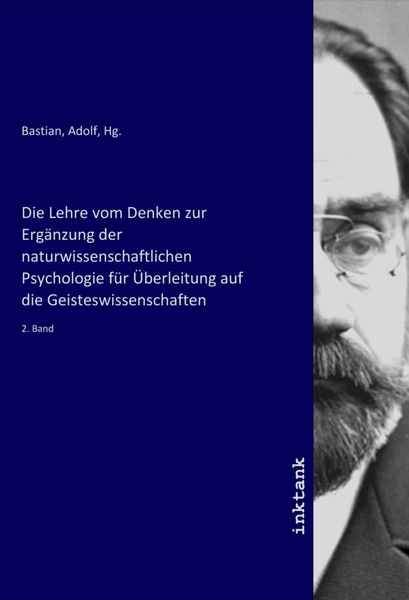 Bastian, Adolf, Hg.
Die Lehre vom Denken zur
Ergänzung der
naturwissenschaftlichen
Psychologie für Überleitung auf
die Geisteswissenschaften
2. Band
inktank